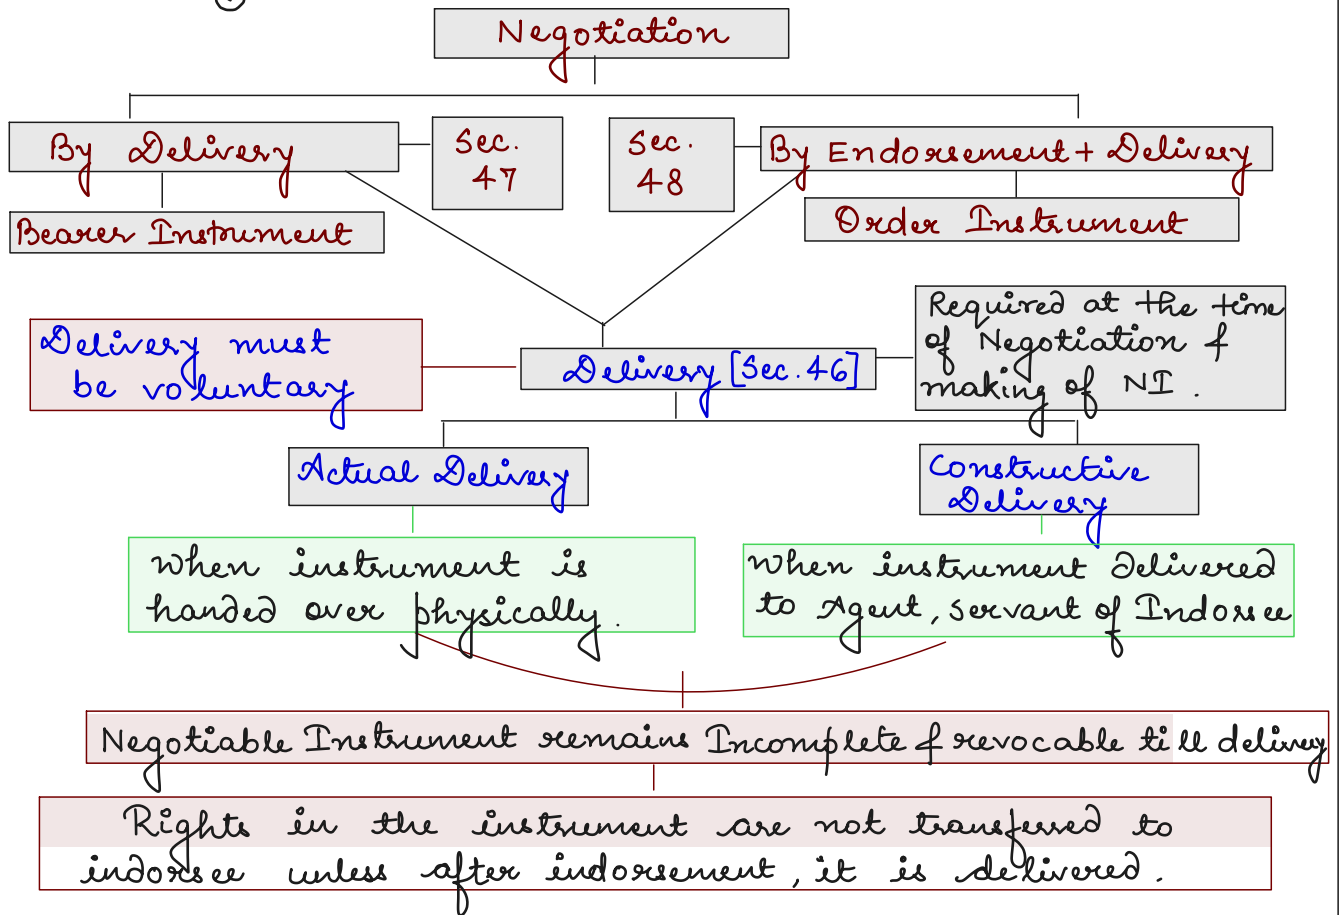 Negotiation
By Delivery
Sec.
47
Sec.
48
By Endorsement + Delivery
Bearer Instrument
Order Instrument
Delivery must
be voluntary
Delivery [Sec. 46]
Required at the time
of Negotiation &
making of NI.
Actual Delivery
Constructive
Delivery
When instrument is
handed over physically.
When instrument delivered
to Agent, servant of Indorsee
Negotiable Instrument remains Incomplete & revocable till delivery
Rights in the instrument are not transferred to
indorsee unless after indorsement, it is delivered.